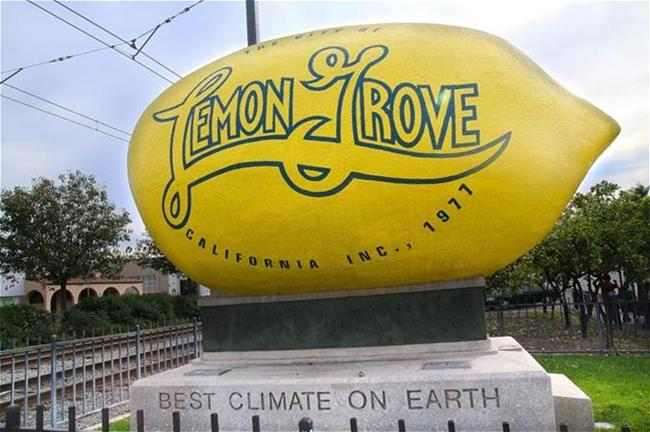 THE CITY OF
LEMON GROVE
CALIFORNIA INC., 1977
BEST CLIMATE ON EARTH